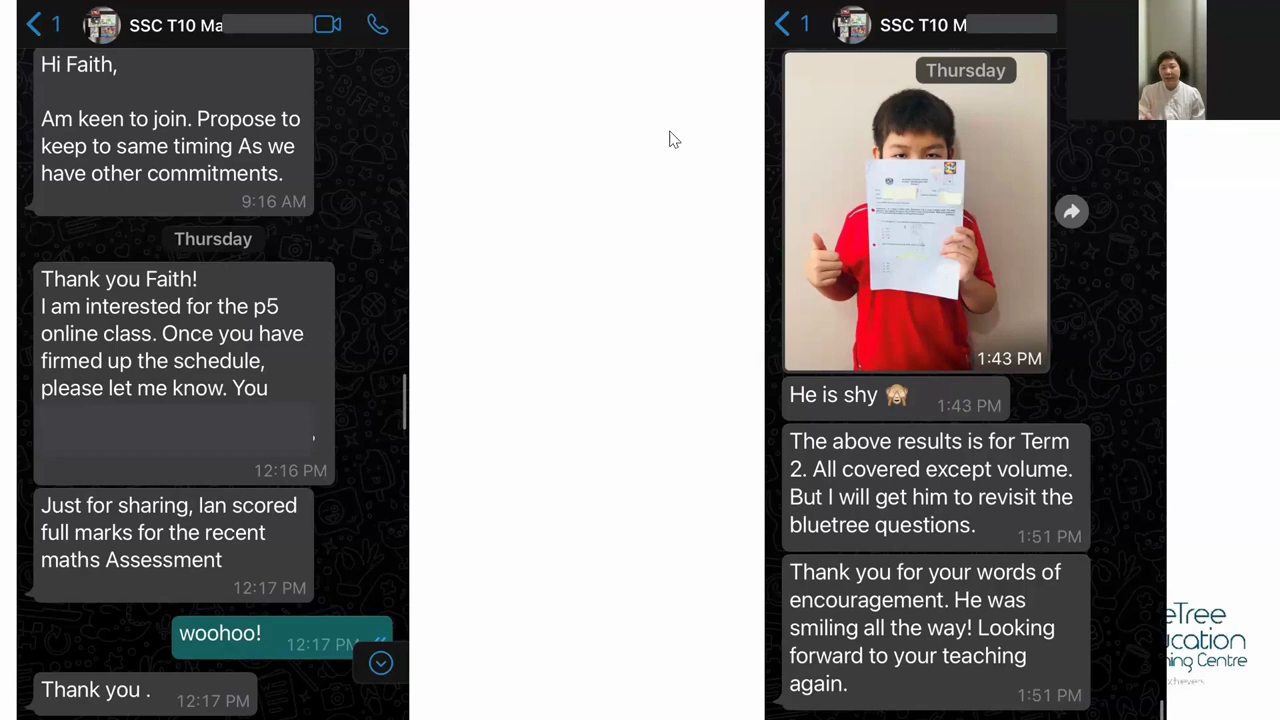 1
SSC T10 Ma
Hi Faith,
Am keen to join. Propose to
keep to same timing As we
have other commitments.
9:16 AM
Thursday
Thank you Faith!
I am interested for the p5
online class. Once you have
firmed up the schedule,
please let me know. You
12:16 PM
Just for sharing, Ian scored
full marks for the recent
maths Assessment
12:17 PM
woohoo!
12:17 PM
Thank you .
12:17 PM
1
SSC T10 M
Thursday
1:43 PM
He is shy 🙈
1:43 PM
The above results is for Term
2. All covered except volume.
But I will get him to revisit the
bluetree questions.
1:51 PM
Thank you for your words of
encouragement. He was
smiling all the way! Looking
forward to your teaching
again.
1:51 PM
eTree
ucation
ning Centre
achievers